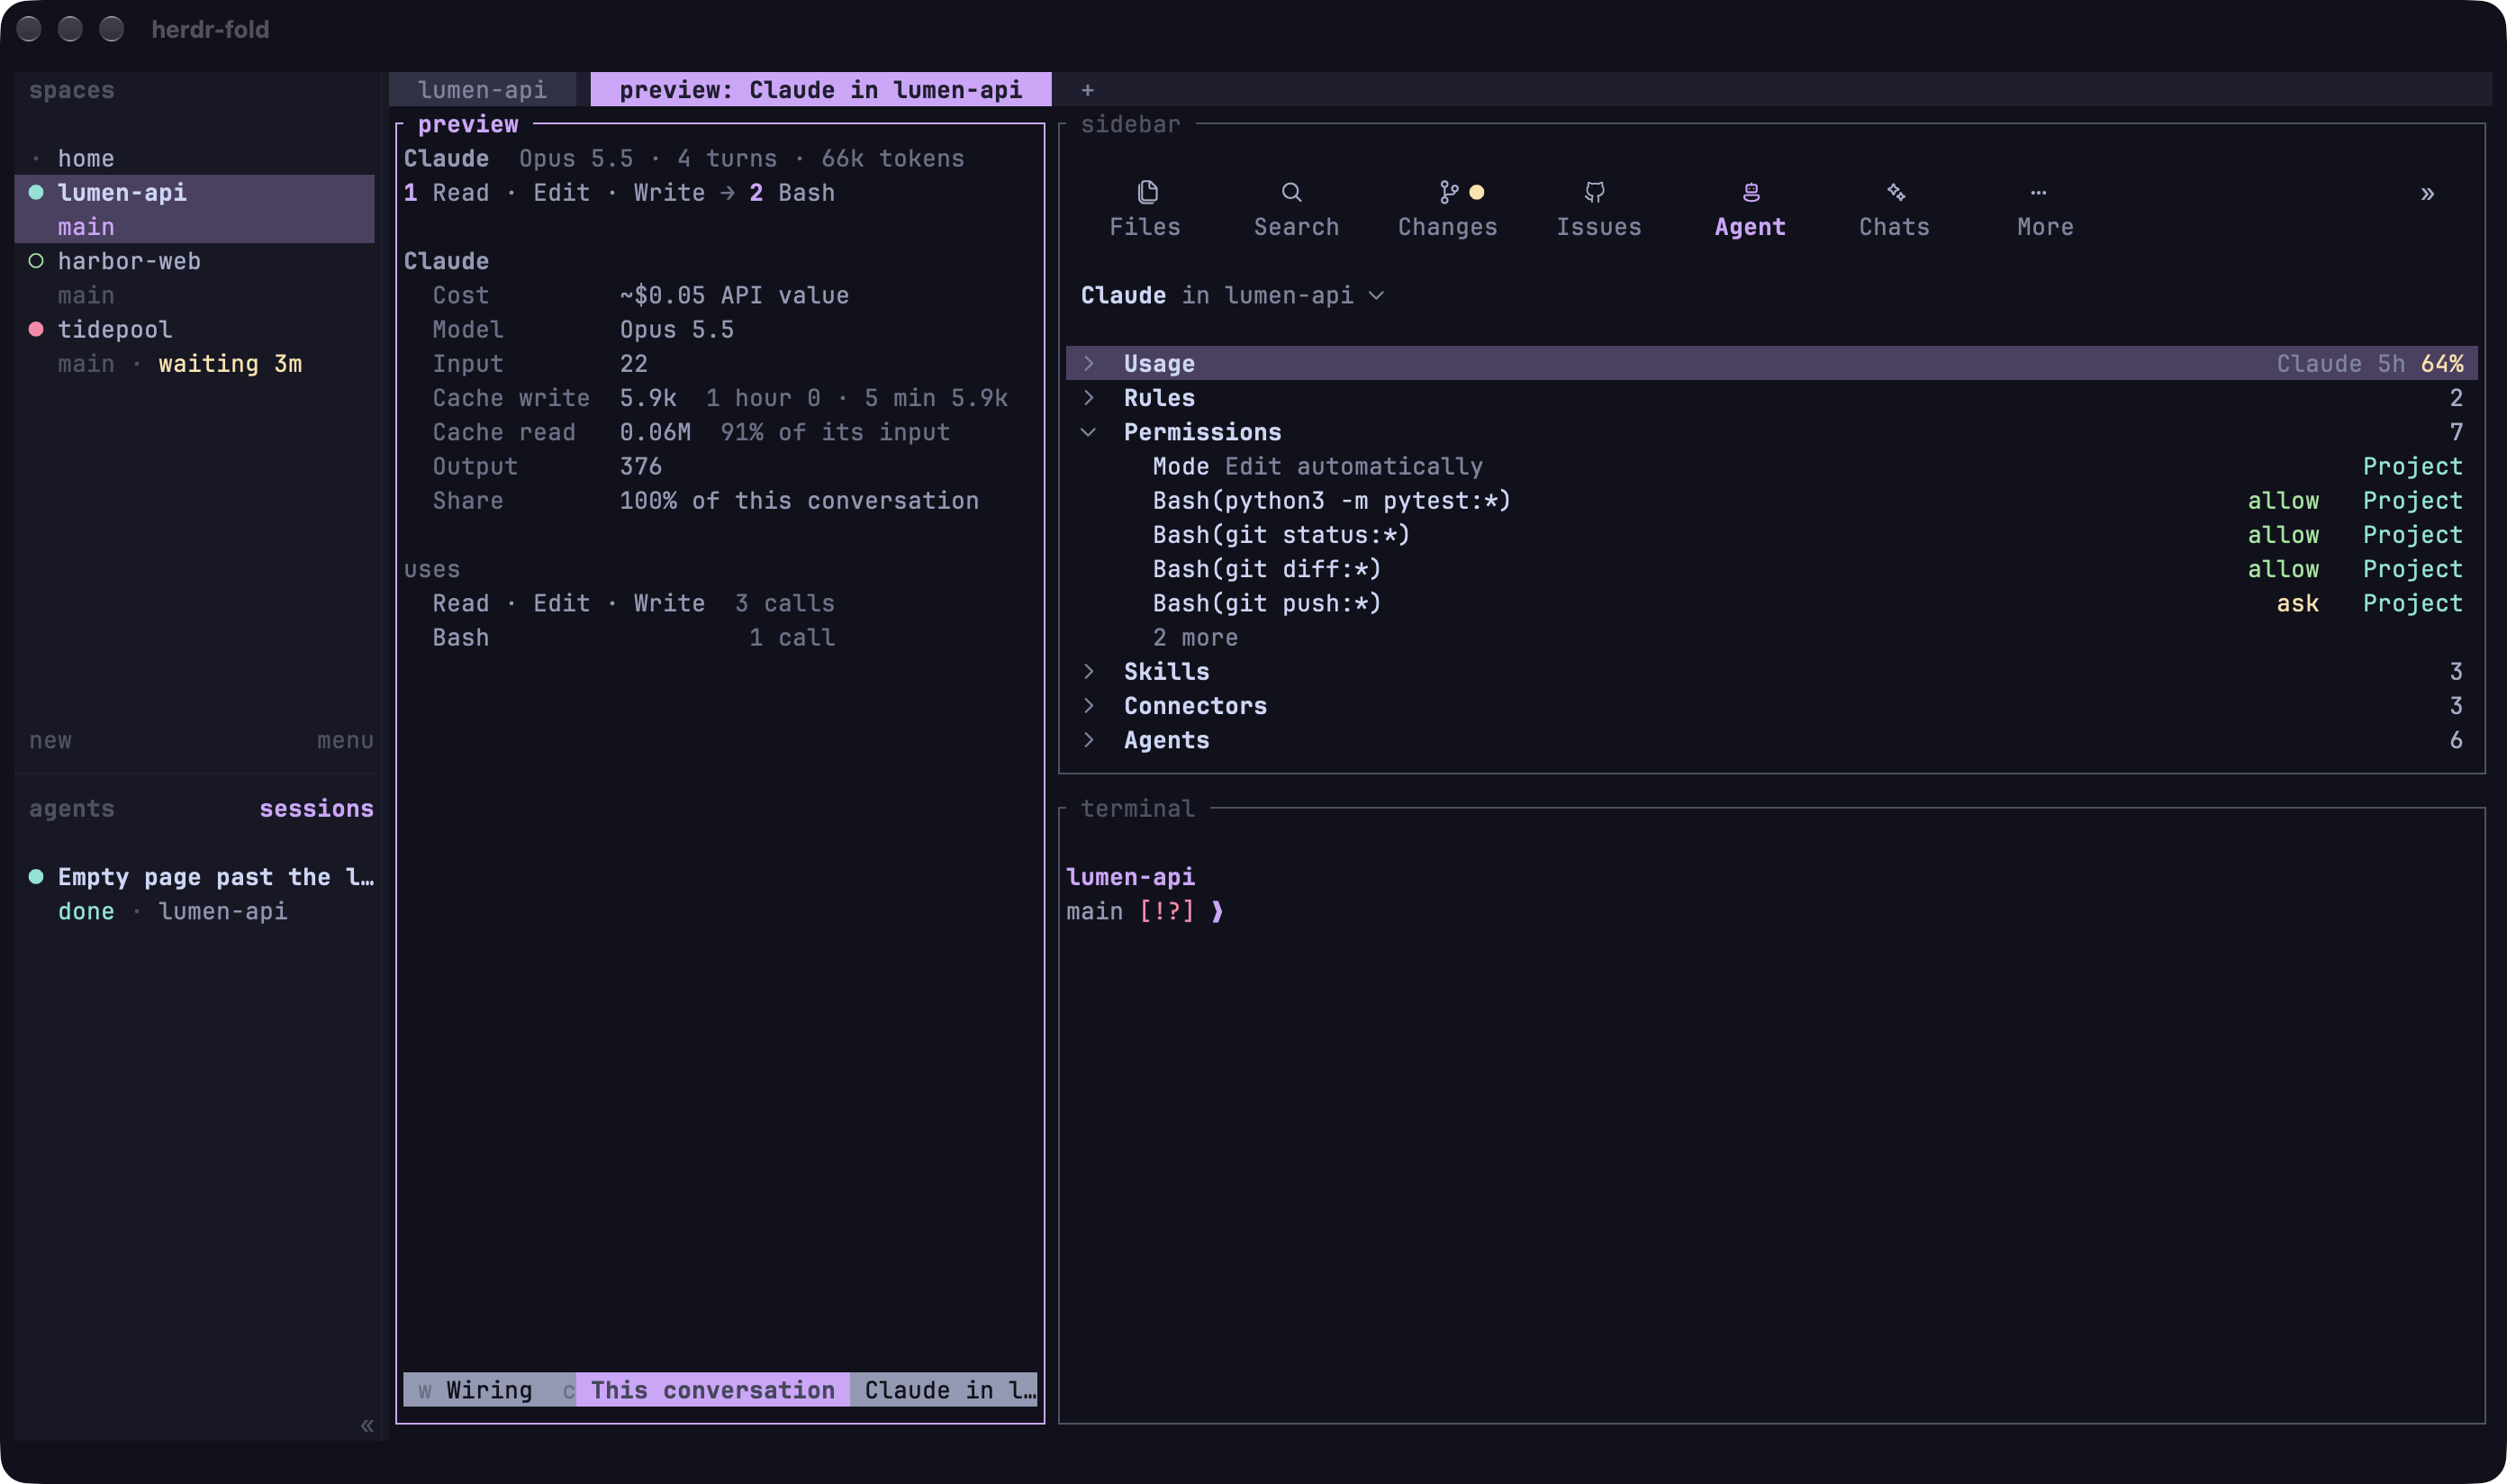 herdr-fold
spaces
· home
lumen-api
main
harbor-web
main
tidepool
main · waiting 3m
new menu
agents sessions
Empty page past the l…
done · lumen-api
«
lumen-api preview: Claude in lumen-api +
preview
Claude Opus 5.5 · 4 turns · 66k tokens
1 Read · Edit · Write → 2 Bash
Claude
Cost ~$0.05 API value
Model Opus 5.5
Input 22
Cache write 5.9k 1 hour 0 · 5 min 5.9k
Cache read 0.06M 91% of its input
Output 376
Share 100% of this conversation
uses
Read · Edit · Write 3 calls
Bash 1 call
w Wiring c This conversation Claude in l…
sidebar
Files Search Changes Issues Agent Chats More »
Claude in lumen-api
Usage Claude 5h 64%
Rules 2
Permissions 7
Mode Edit automatically Project
Bash(python3 -m pytest:*) allow Project
Bash(git status:*) allow Project
Bash(git diff:*) allow Project
Bash(git push:*) ask Project
2 more
Skills 3
Connectors 3
Agents 6
terminal
lumen-api
main [!?] ❱